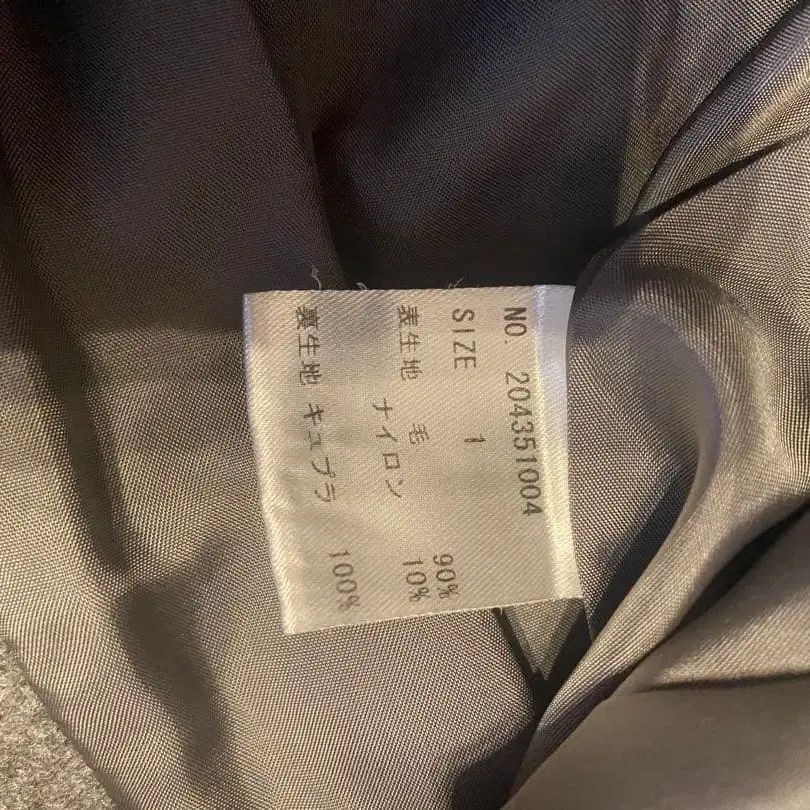 NO. 204351004
SIZE 1
表生地 毛 90%
ナイロン 10%
裏生地 キュプラ 100%